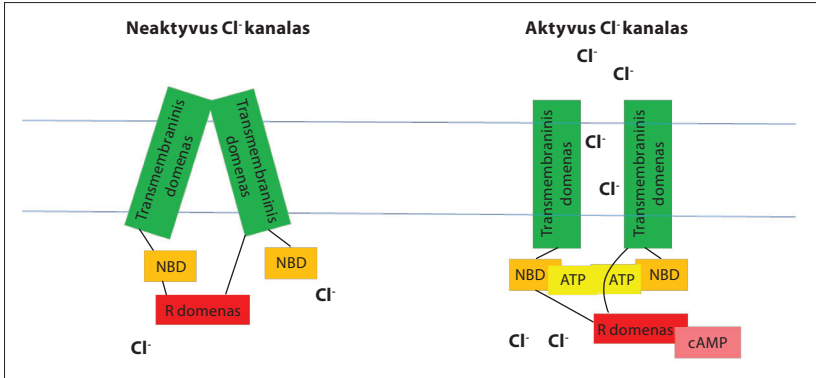 Neaktyvus Cl⁻ kanalas
Transmembraninis
domenas
Transmembraninis
domenas
NBD
NBD
R domenas
Cl⁻
Cl⁻
Aktyvus Cl⁻ kanalas
Cl⁻
Cl⁻
Cl⁻
Cl⁻
Transmembraninis
domenas
Transmembraninis
domenas
NBD
ATP
ATP
NBD
R domenas
cAMP
Cl⁻
Cl⁻